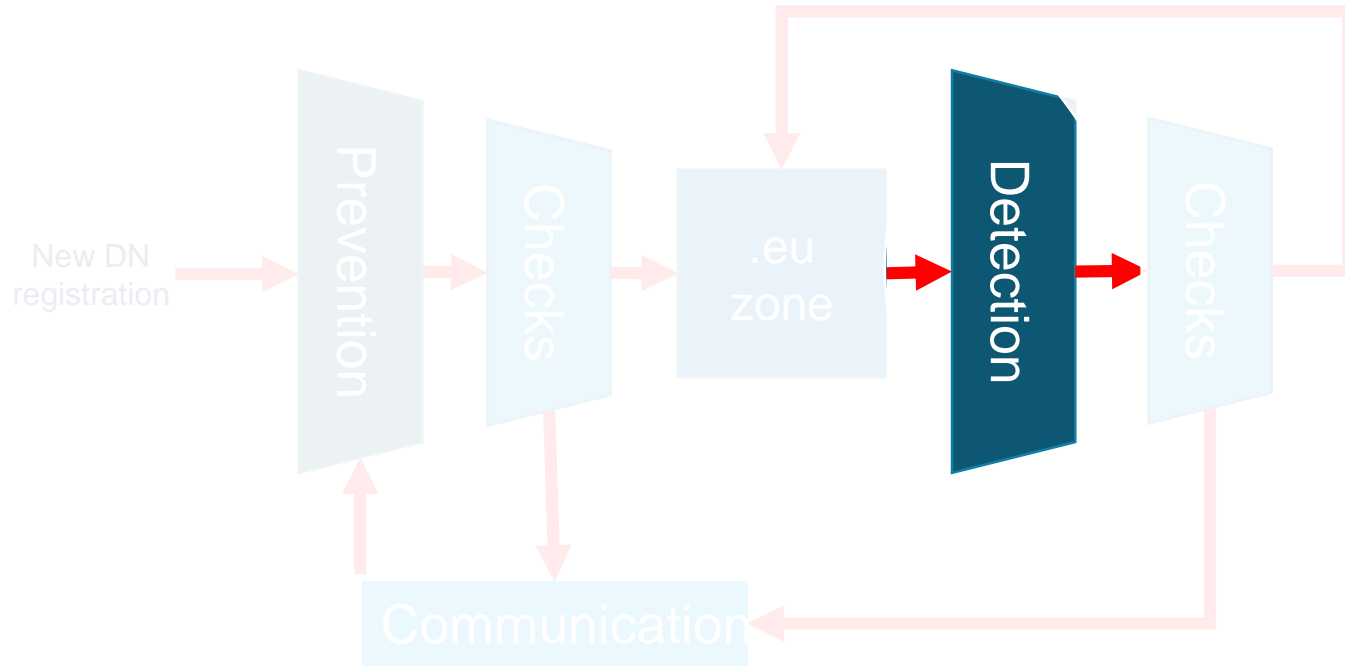 New DN
registration
Prevention
Checks
.eu
zone
Detection
Checks
Communication